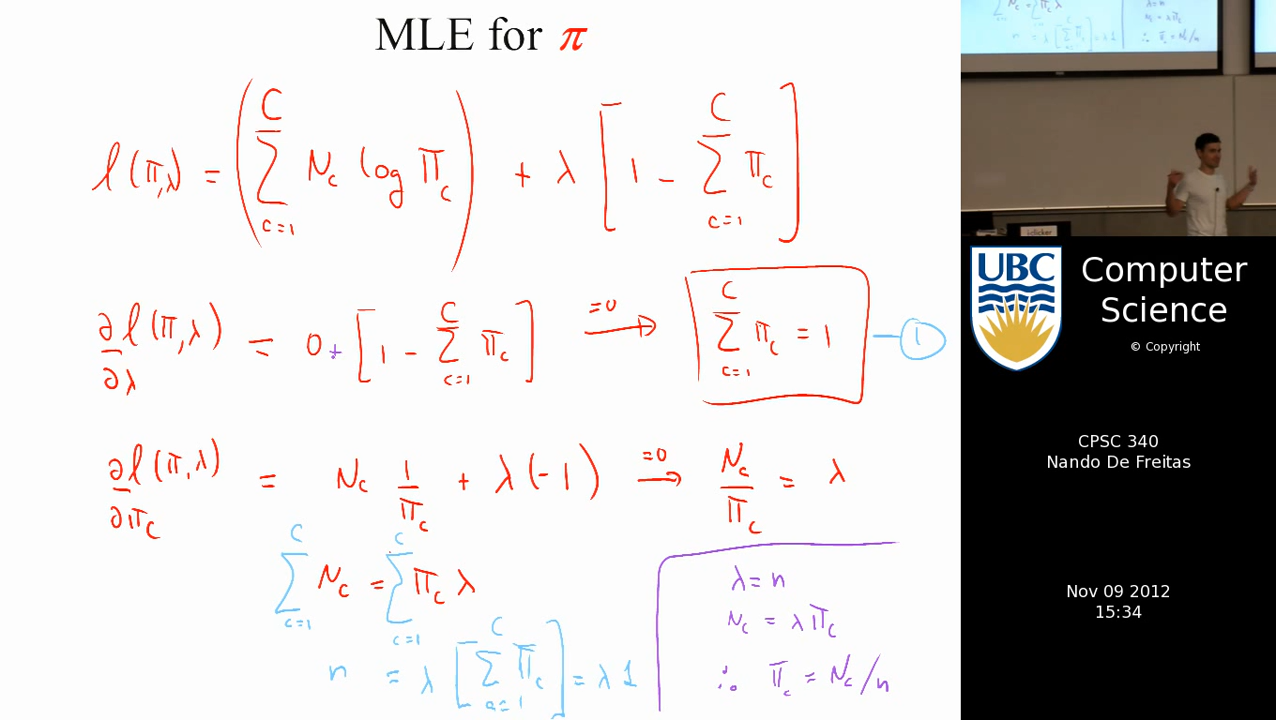 MLE for π
l(π,λ) = ( ∑_{c=1}^{C} N_c log π_c ) + λ [ 1 - ∑_{c=1}^{C} π_c ]
∂l(π,λ)/∂λ = 0 + [ 1 - ∑_{c=1}^{C} π_c ] =0 → ∑_{c=1}^{C} π_c = 1 — ①
∂l(π,λ)/∂π_c = N_c 1/π_c + λ(-1) =0 → N_c/π_c = λ
∑_{c=1}^{C} N_c = ∑_{c=1}^{C} π_c λ
n = λ [ ∑_{c=1}^{C} π_c ] = λ 1
λ = n
N_c = λ π_c
∴ π_c = N_c/n
UBC
Computer
Science
© Copyright
CPSC 340
Nando De Freitas
Nov 09 2012
15:34